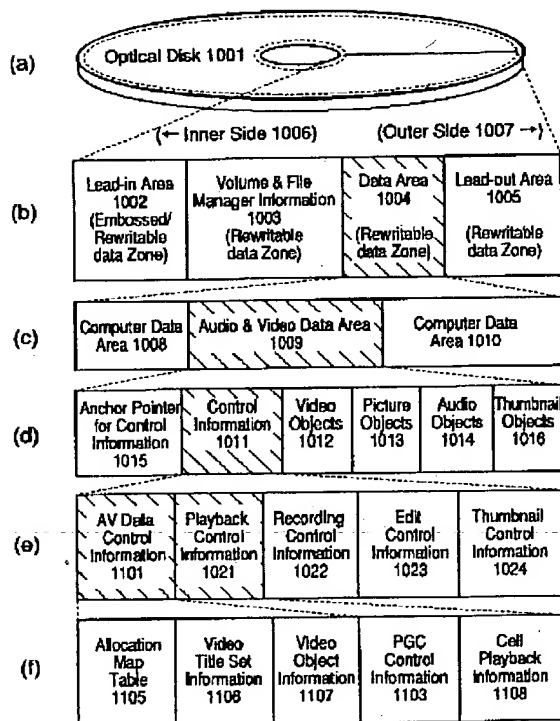 (a)
Optical Disk 1001
(← Inner Side 1006)
(Outer Side 1007 →)
(b)
Lead-in Area
1002
(Embossed/
Rewritable
data Zone)
Volume & File
Manager Information
1003
(Rewritable
data Zone)
Data Area
1004
(Rewritable
data Zone)
Lead-out Area
1005
(Rewritable
data Zone)
(c)
Computer Data
Area 1008
Audio & Video Data Area
1009
Computer Data
Area 1010
(d)
Anchor Pointer
for Control
Information
1015
Control
Information
1011
Video
Objects
1012
Picture
Objects
1013
Audio
Objects
1014
Thumbnail
Objects
1016
(e)
AV Data
Control
Information
1101
Playback
Control
Information
1021
Recording
Control
Information
1022
Edit
Control
Information
1023
Thumbnail
Control
Information
1024
(f)
Allocation
Map
Table
1105
Video
Title Set
Information
1106
Video
Object
Information
1107
PGC
Control
Information
1103
Cell
Playback
Information
1108